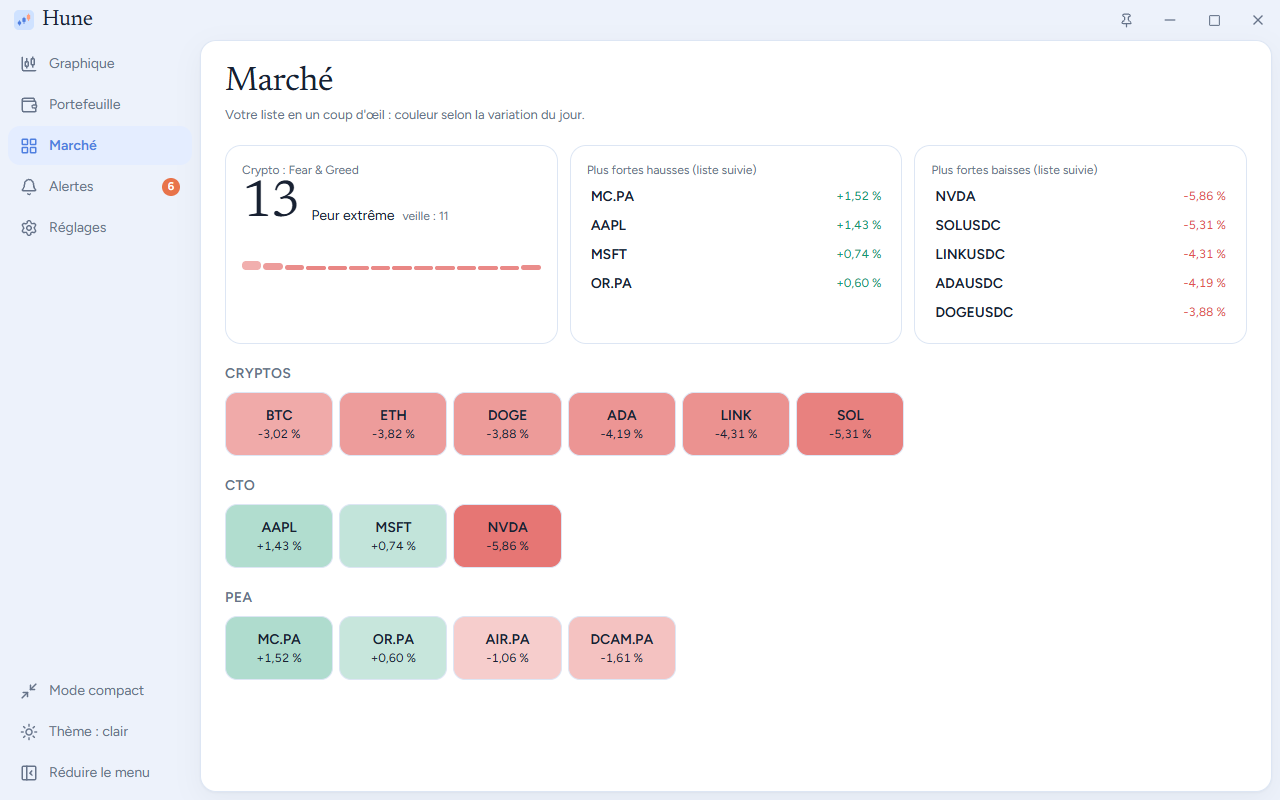 Hune
Graphique
Portefeuille
Marché
Alertes 6
Réglages
Mode compact
Thème : clair
Réduire le menu
Marché
Votre liste en un coup d'œil : couleur selon la variation du jour.
Crypto : Fear & Greed
13 Peur extrême veille : 11
Plus fortes hausses (liste suivie)
MC.PA +1,52 %
AAPL +1,43 %
MSFT +0,74 %
OR.PA +0,60 %
Plus fortes baisses (liste suivie)
NVDA -5,86 %
SOLUSDC -5,31 %
LINKUSDC -4,31 %
ADAUSDC -4,19 %
DOGEUSDC -3,88 %
CRYPTOS
BTC ETH DOGE ADA LINK SOL
-3,02 % -3,82 % -3,88 % -4,19 % -4,31 % -5,31 %
CTO
AAPL MSFT NVDA
+1,43 % +0,74 % -5,86 %
PEA
MC.PA OR.PA AIR.PA DCAM.PA
+1,52 % +0,60 % -1,06 % -1,61 %